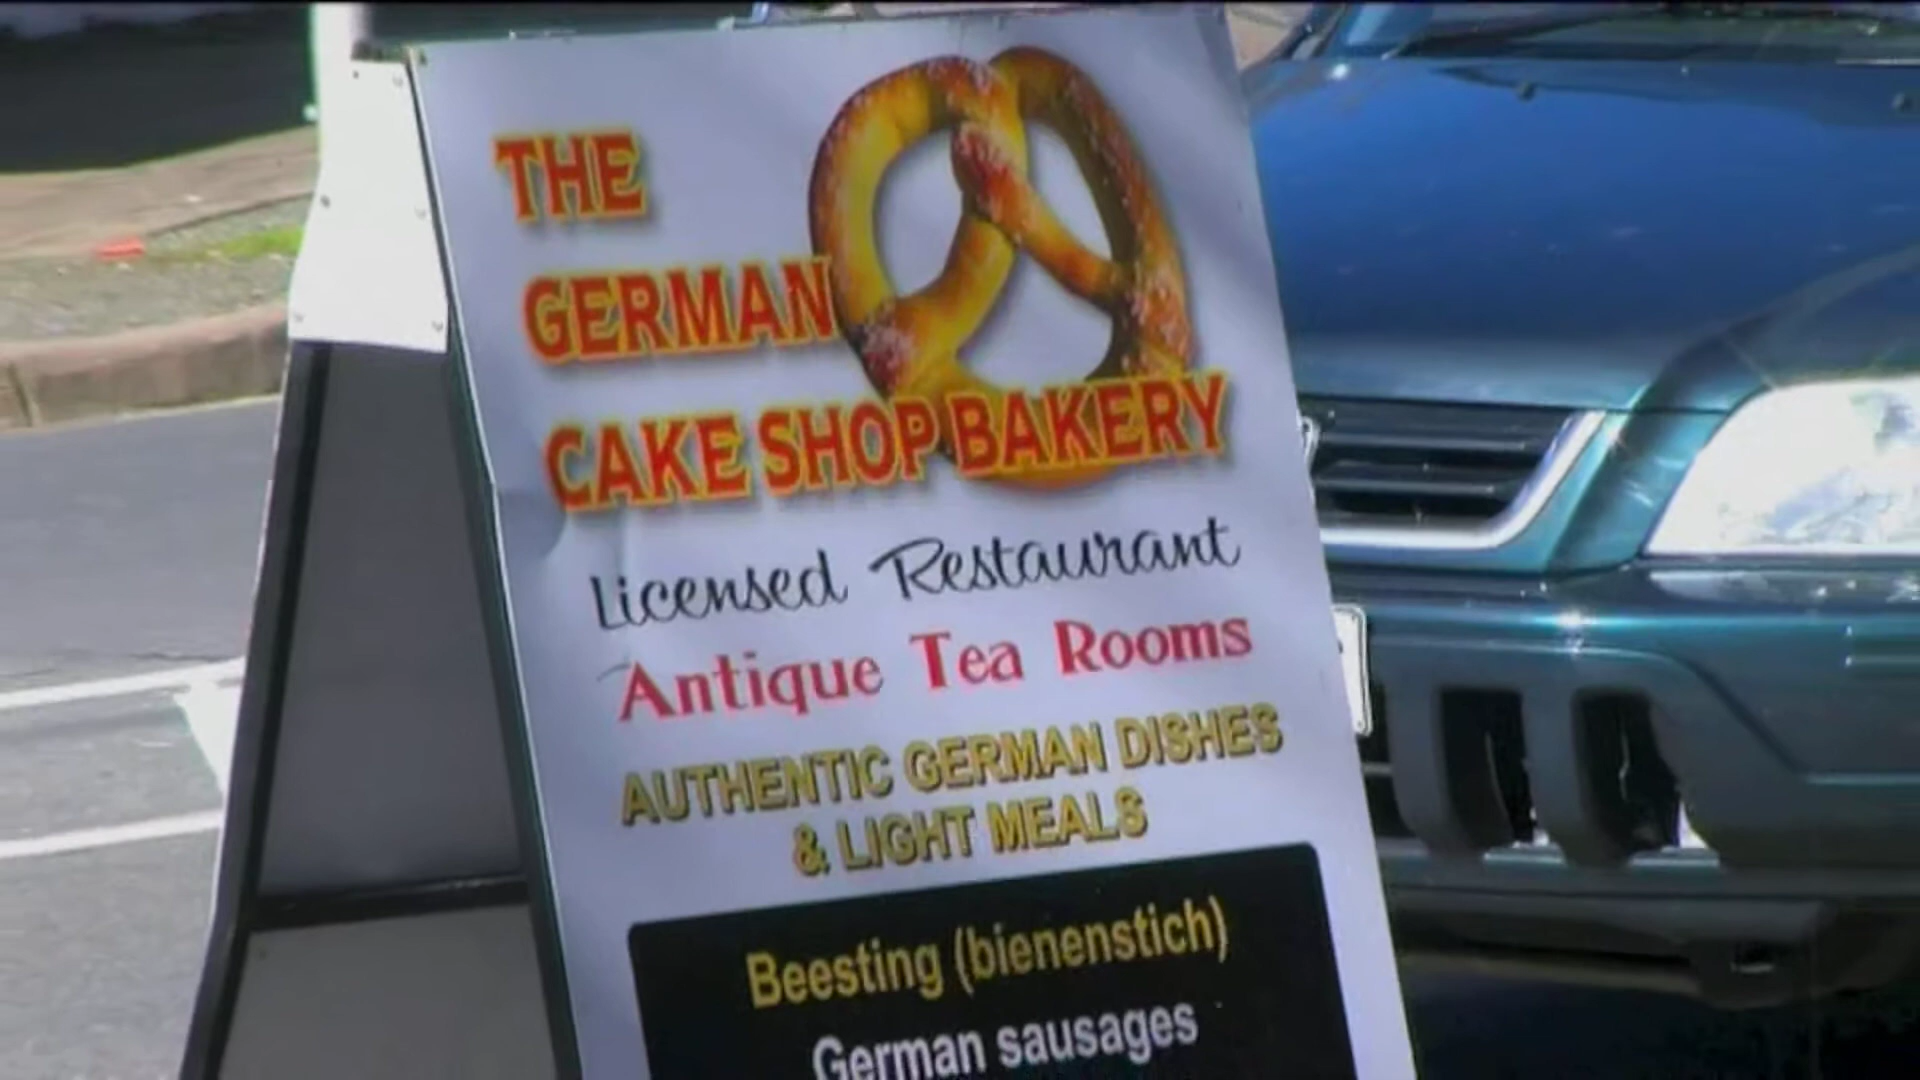 THE
GERMAN
CAKE SHOP BAKERY
Licensed Restaurant
Antique Tea Rooms
AUTHENTIC GERMAN DISHES
& LIGHT MEALS
Beesting (bienenstich)
German sausages